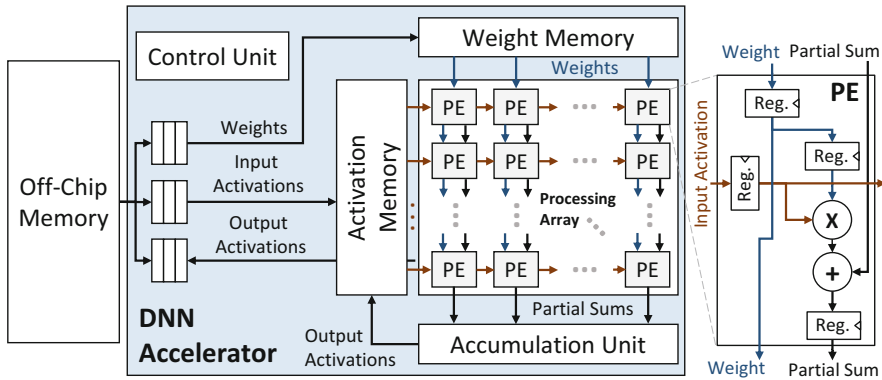 Control Unit
Weight Memory
Weights
Off-Chip
Memory
Weights
Input
Activations
Output
Activations
Activation
Memory
PE PE PE
PE PE PE
Processing
Array
PE PE PE
Partial Sums
Output
Activations
Accumulation Unit
DNN
Accelerator
Weight Partial Sum
PE
Reg.
Reg.
Reg.
Input Activation
X
+
Reg.
Weight Partial Sum